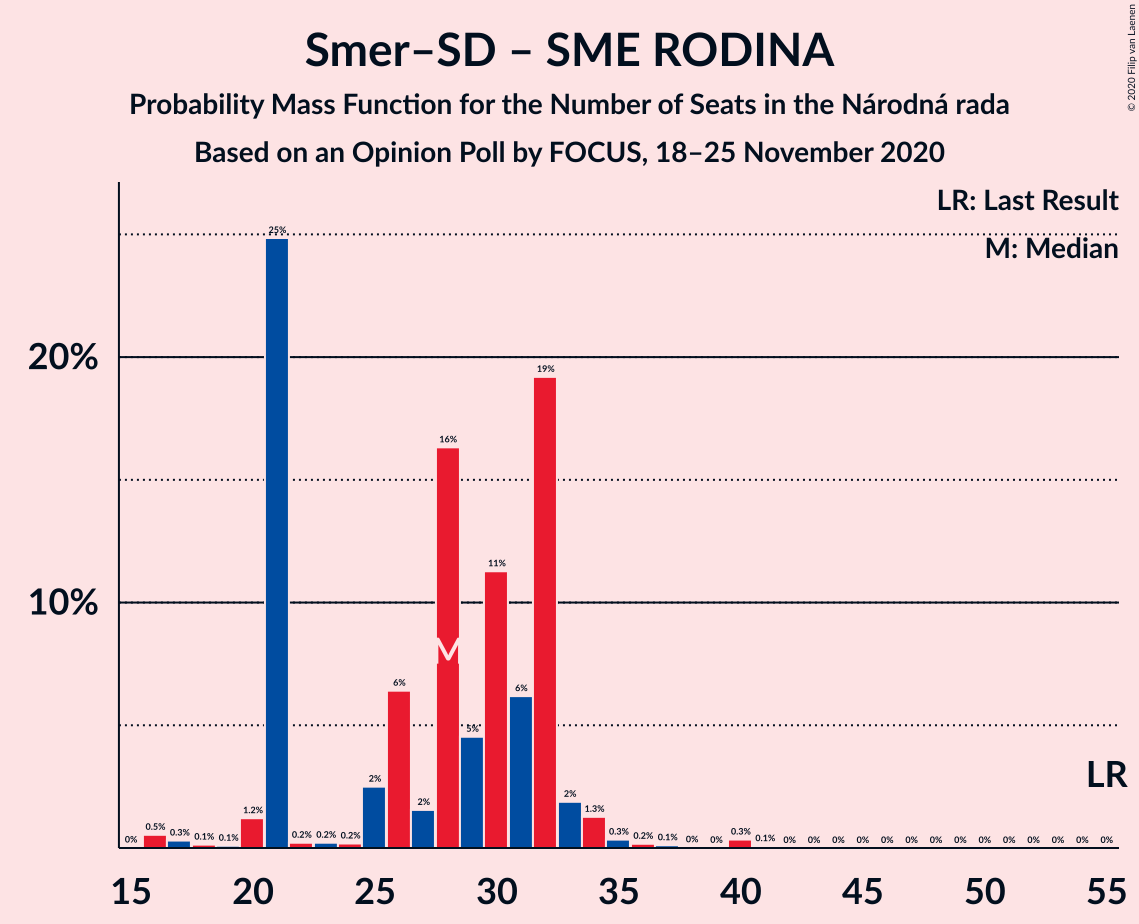 Smer–SD – SME RODINA
Probability Mass Function for the Number of Seats in the Národná rada
Based on an Opinion Poll by FOCUS, 18–25 November 2020
© 2020 Filip van Laenen
LR: Last Result
M: Median
20%
10%
0% 0.5% 0.3% 0.1% 0.1% 1.2% 25% 0.2% 0.2% 0.2% 2% 6% 2% 16% 5% 11% 6% 19% 2% 1.3% 0.3% 0.2% 0.1% 0% 0% 0.3% 0.1% 0% 0% 0% 0% 0% 0% 0% 0% 0% 0% 0% 0% 0% 0%
M
LR
15 20 25 30 35 40 45 50 55